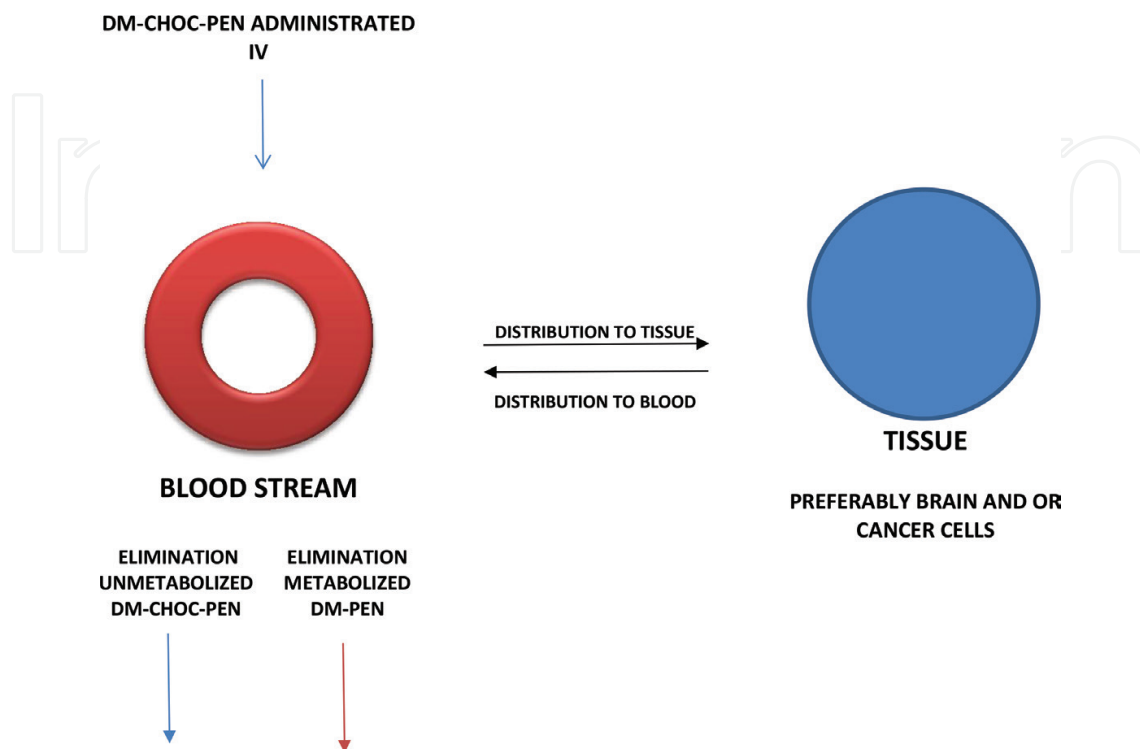 DM-CHOC-PEN ADMINISTRATED
IV
DISTRIBUTION TO TISSUE
DISTRIBUTION TO BLOOD
BLOOD STREAM
TISSUE
PREFERABLY BRAIN AND OR
CANCER CELLS
ELIMINATION
UNMETABOLIZED
DM-CHOC-PEN
ELIMINATION
METABOLIZED
DM-PEN